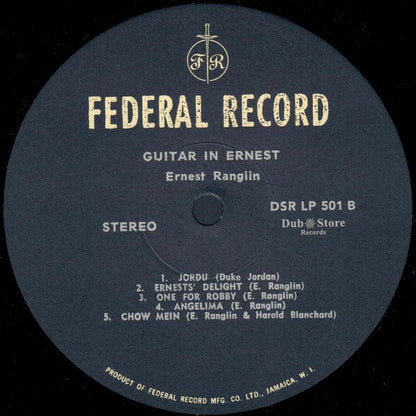 F R
FEDERAL RECORD
GUITAR IN ERNEST
Ernest Ranglin
STEREO
DSR LP 501 B
Dub Store
Records
1. JORDU (Duke Jordan)
2. ERNESTS' DELIGHT (E. Ranglin)
3. ONE FOR ROBBY (E. Ranglin)
4. ANGELIMA (E. Ranglin)
5. CHOW MEIN (E. Ranglin & Harold Blanchard)
PRODUCT OF FEDERAL RECORD MFG. CO. LTD., JAMAICA, W. I.